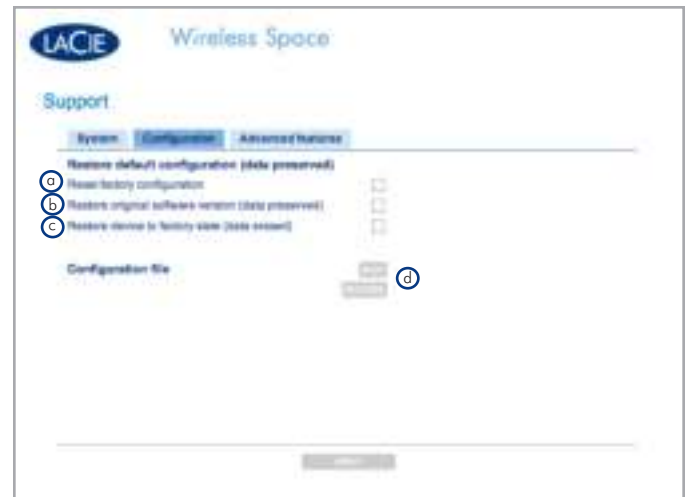 LACIE
Wireless Space
Support
System Configuration Advanced features
Restore default configuration (data preserved)
a Reset factory configuration
b Restore original software version (data preserved)
c Restore device to factory state (data erased)
Configuration file
d